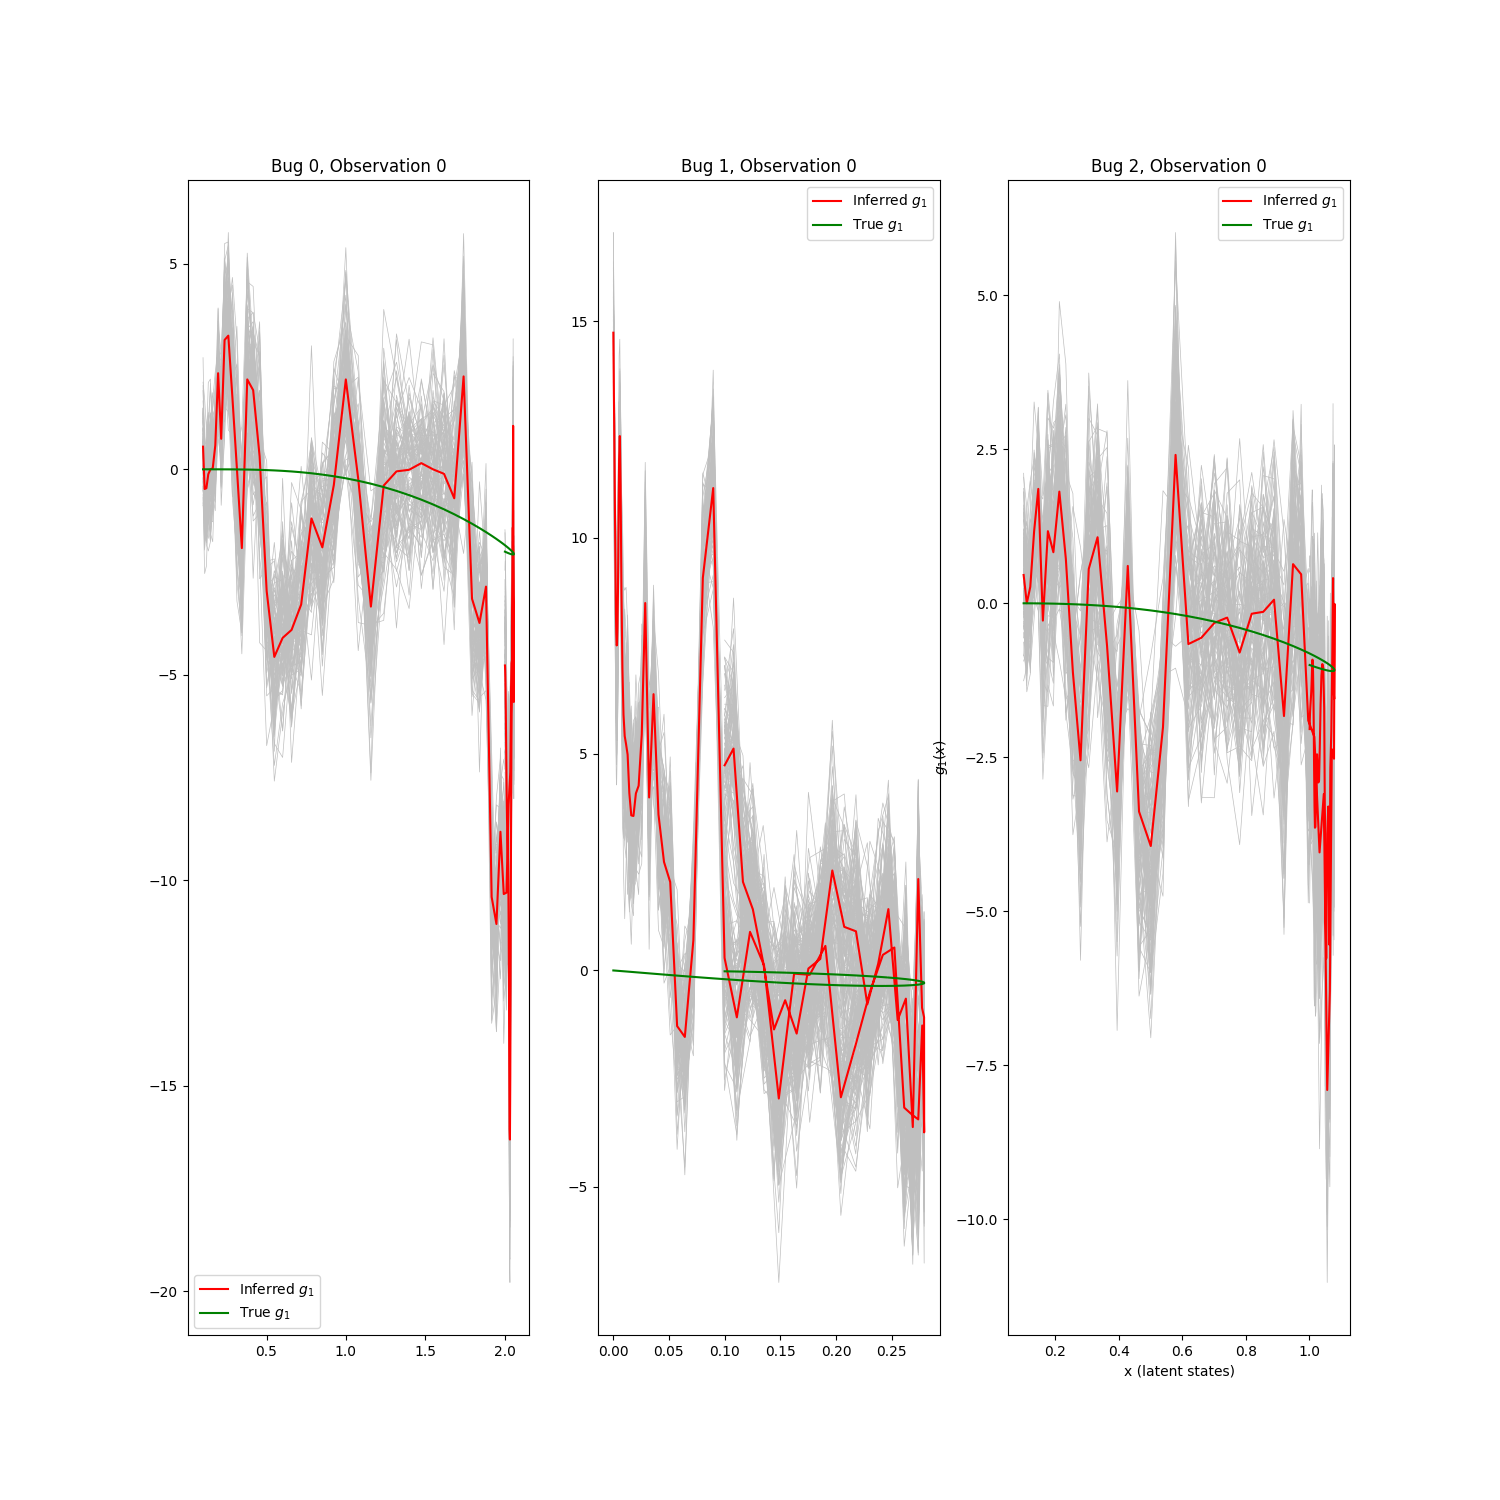 Bug 0, Observation 0
5
0
−5
−10
−15
−20
0.5 1.0 1.5 2.0
Inferred g₁
True g₁
Bug 1, Observation 0
Inferred g₁
True g₁
15
10
5
0
−5
0.00 0.05 0.10 0.15 0.20 0.25
Bug 2, Observation 0
Inferred g₁
True g₁
g₁(x)
5.0
2.5
0.0
−2.5
−5.0
−7.5
−10.0
0.2 0.4 0.6 0.8 1.0
x (latent states)